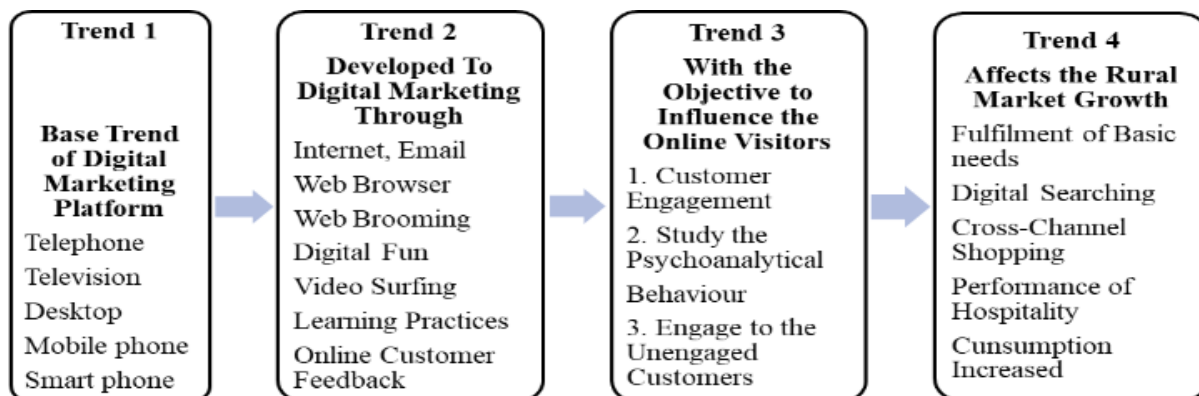 Trend 1
Base Trend
of Digital
Marketing
Platform
Telephone
Television
Desktop
Mobile phone
Smart phone
Trend 2
Developed To
Digital Marketing
Through
Internet, Email
Web Browser
Web Brooming
Digital Fun
Video Surfing
Learning Practices
Online Customer
Feedback
Trend 3
With the
Objective to
Influence the
Online Visitors
1. Customer
Engagement
2. Study the
Psychoanalytical
Behaviour
3. Engage to the
Unengaged
Customers
Trend 4
Affects the Rural
Market Growth
Fulfilment of Basic
needs
Digital Searching
Cross-Channel
Shopping
Performance of
Hospitality
Cunsumption
Increased